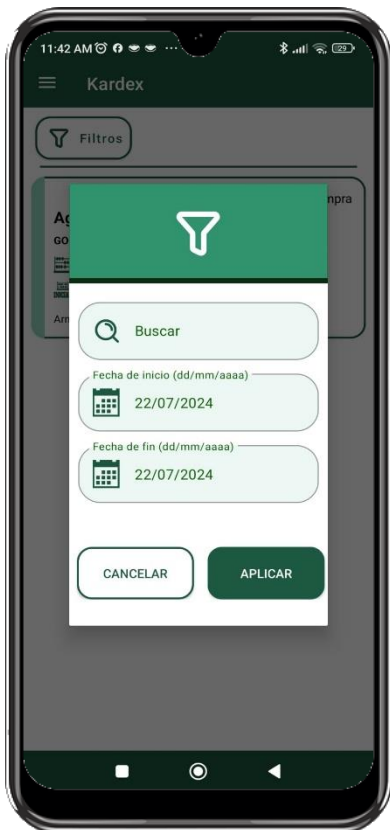 11:42 AM
29
Kardex
Filtros
mpra
Ag
GO
Arn
Buscar
Fecha de inicio (dd/mm/aaaa)
22/07/2024
Fecha de fin (dd/mm/aaaa)
22/07/2024
CANCELAR
APLICAR